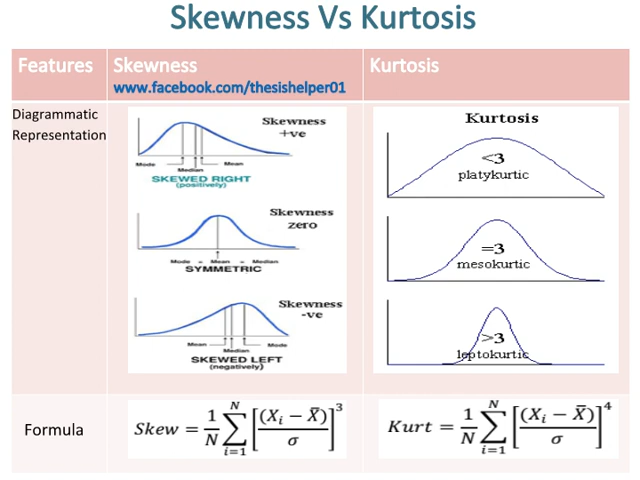 Skewness Vs Kurtosis
Features
Skewness
www.facebook.com/thesishelper01
Kurtosis
Diagrammatic
Representation
Skewness
+ve
Mode
Mean
Median
SKEWED RIGHT
(positively)
Skewness
zero
Mode = Mean = Median
SYMMETRIC
Skewness
-ve
Mean
Mode
Median
SKEWED LEFT
(negatively)
Kurtosis
<3
platykurtic
=3
mesokurtic
>3
leptokurtic
Formula
Skew = 1/N ∑_{i=1}^{N} [(X_i − X̄)/σ]^3
Kurt = 1/N ∑_{i=1}^{N} [(X_i − X̄)/σ]^4